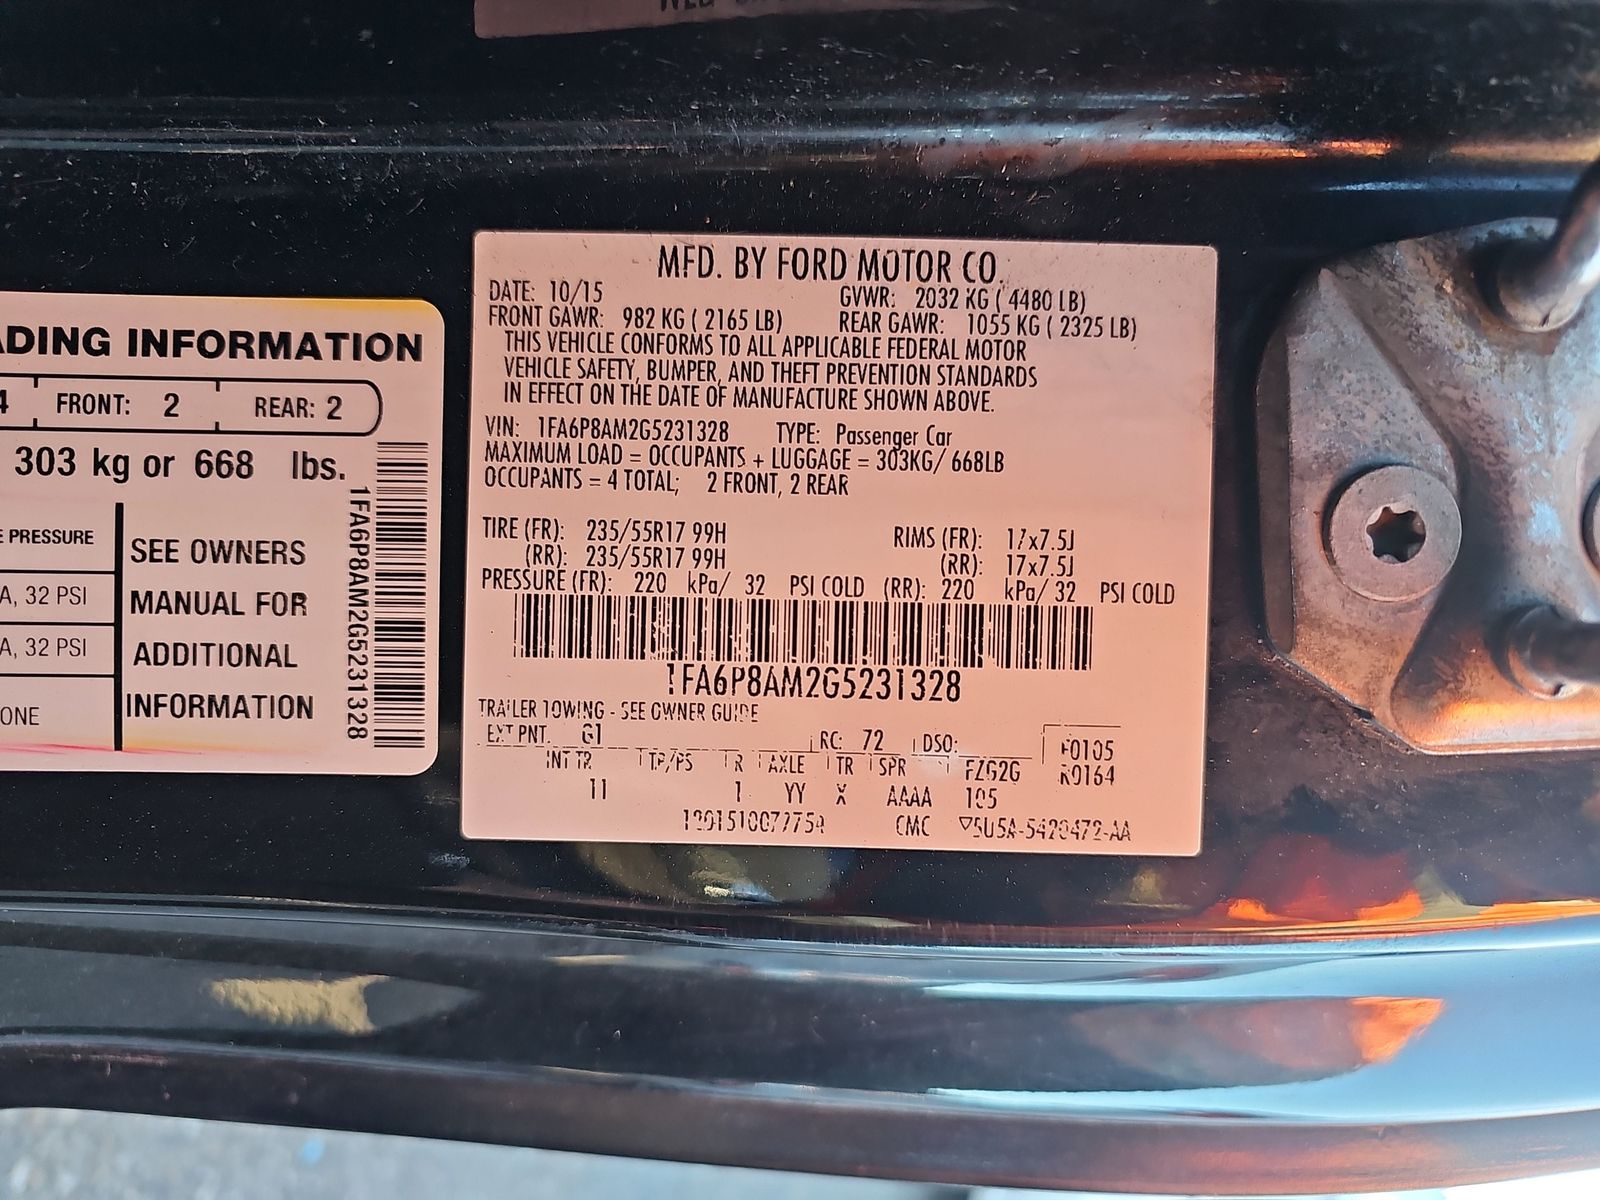 ADING INFORMATION
4 FRONT: 2 REAR: 2
303 kg or 668 lbs.
E PRESSURE
A, 32 PSI
A, 32 PSI
ONE
SEE OWNERS
MANUAL FOR
ADDITIONAL
INFORMATION
1FA6P8AM2G5231328
MFD. BY FORD MOTOR CO.
DATE: 10/15 GVWR: 2032 KG ( 4480 LB)
FRONT GAWR: 982 KG ( 2165 LB) REAR GAWR: 1055 KG ( 2325 LB)
THIS VEHICLE CONFORMS TO ALL APPLICABLE FEDERAL MOTOR
VEHICLE SAFETY, BUMPER, AND THEFT PREVENTION STANDARDS
IN EFFECT ON THE DATE OF MANUFACTURE SHOWN ABOVE.
VIN: 1FA6P8AM2G5231328 TYPE: Passenger Car
MAXIMUM LOAD = OCCUPANTS + LUGGAGE = 303KG/ 668LB
OCCUPANTS = 4 TOTAL; 2 FRONT, 2 REAR
TIRE (FR): 235/55R17 99H RIMS (FR): 17x7.5J
(RR): 235/55R17 99H (RR): 17x7.5J
PRESSURE (FR): 220 kPa/ 32 PSI COLD (RR): 220 kPa/ 32 PSI COLD
1FA6P8AM2G5231328
TRAILER TOWING - SEE OWNER GUIDE
EXT PNT: G1 RC: 72 DSO: F0105
INT TR TP/PS R AXLE TR SPR FZG2G R0164
11 1 YY X AAAA 105
CMC ▽5U5A-5420472-AA